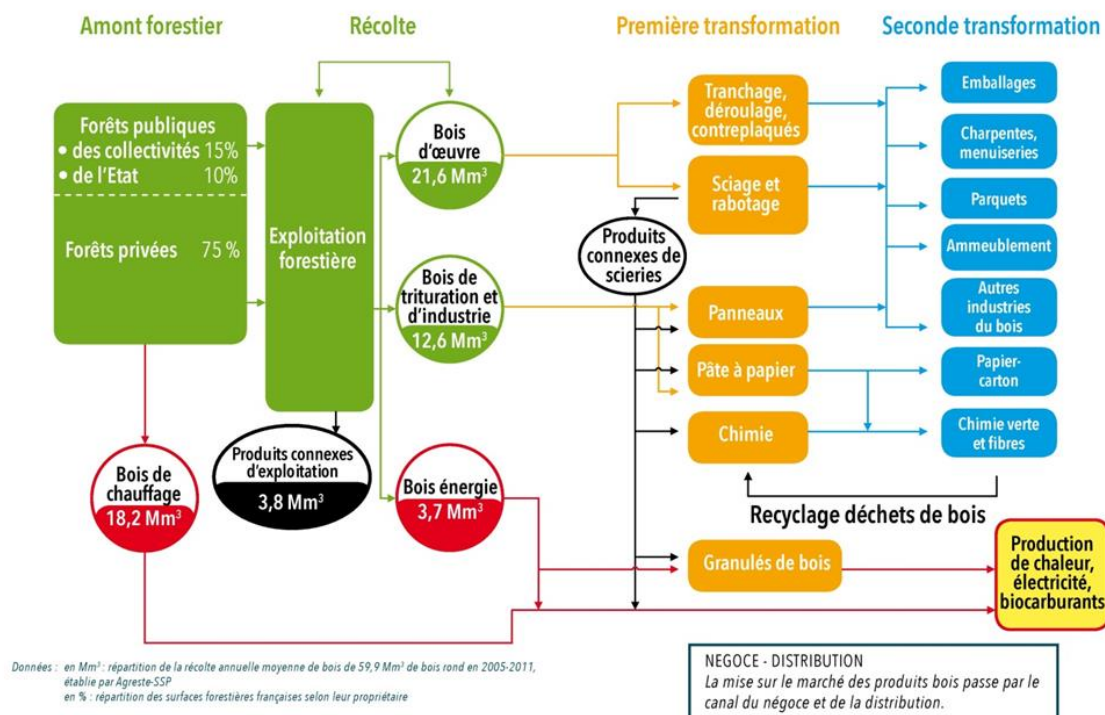 Amont forestier
Récolte
Première transformation
Seconde transformation
Forêts publiques
• des collectivités 15%
• de l'Etat 10%
Forêts privées 75 %
Exploitation
forestière
Bois
d'œuvre
21,6 Mm³
Bois de
trituration et
d'industrie
12,6 Mm³
Produits connexes
d'exploitation
3,8 Mm³
Bois de
chauffage
18,2 Mm³
Bois énergie
3,7 Mm³
Tranchage,
déroulage,
contreplaqués
Sciage et
rabotage
Produits
connexes de
scieries
Panneaux
Pâte à papier
Chimie
Granulés de bois
Emballages
Charpentes,
menuiseries
Parquets
Ammeublement
Autres
industries
du bois
Papier-
carton
Chimie verte
et fibres
Recyclage déchets de bois
Production
de chaleur,
électricité,
biocarburants
Données : en Mm³ : répartition de la récolte annuelle moyenne de bois de 59,9 Mm³ de bois rond en 2005-2011,
établie par Agreste-SSP
en % : répartition des surfaces forestières françaises selon leur propriétaire
NEGOCE - DISTRIBUTION
La mise sur le marché des produits bois passe par le
canal du négoce et de la distribution.